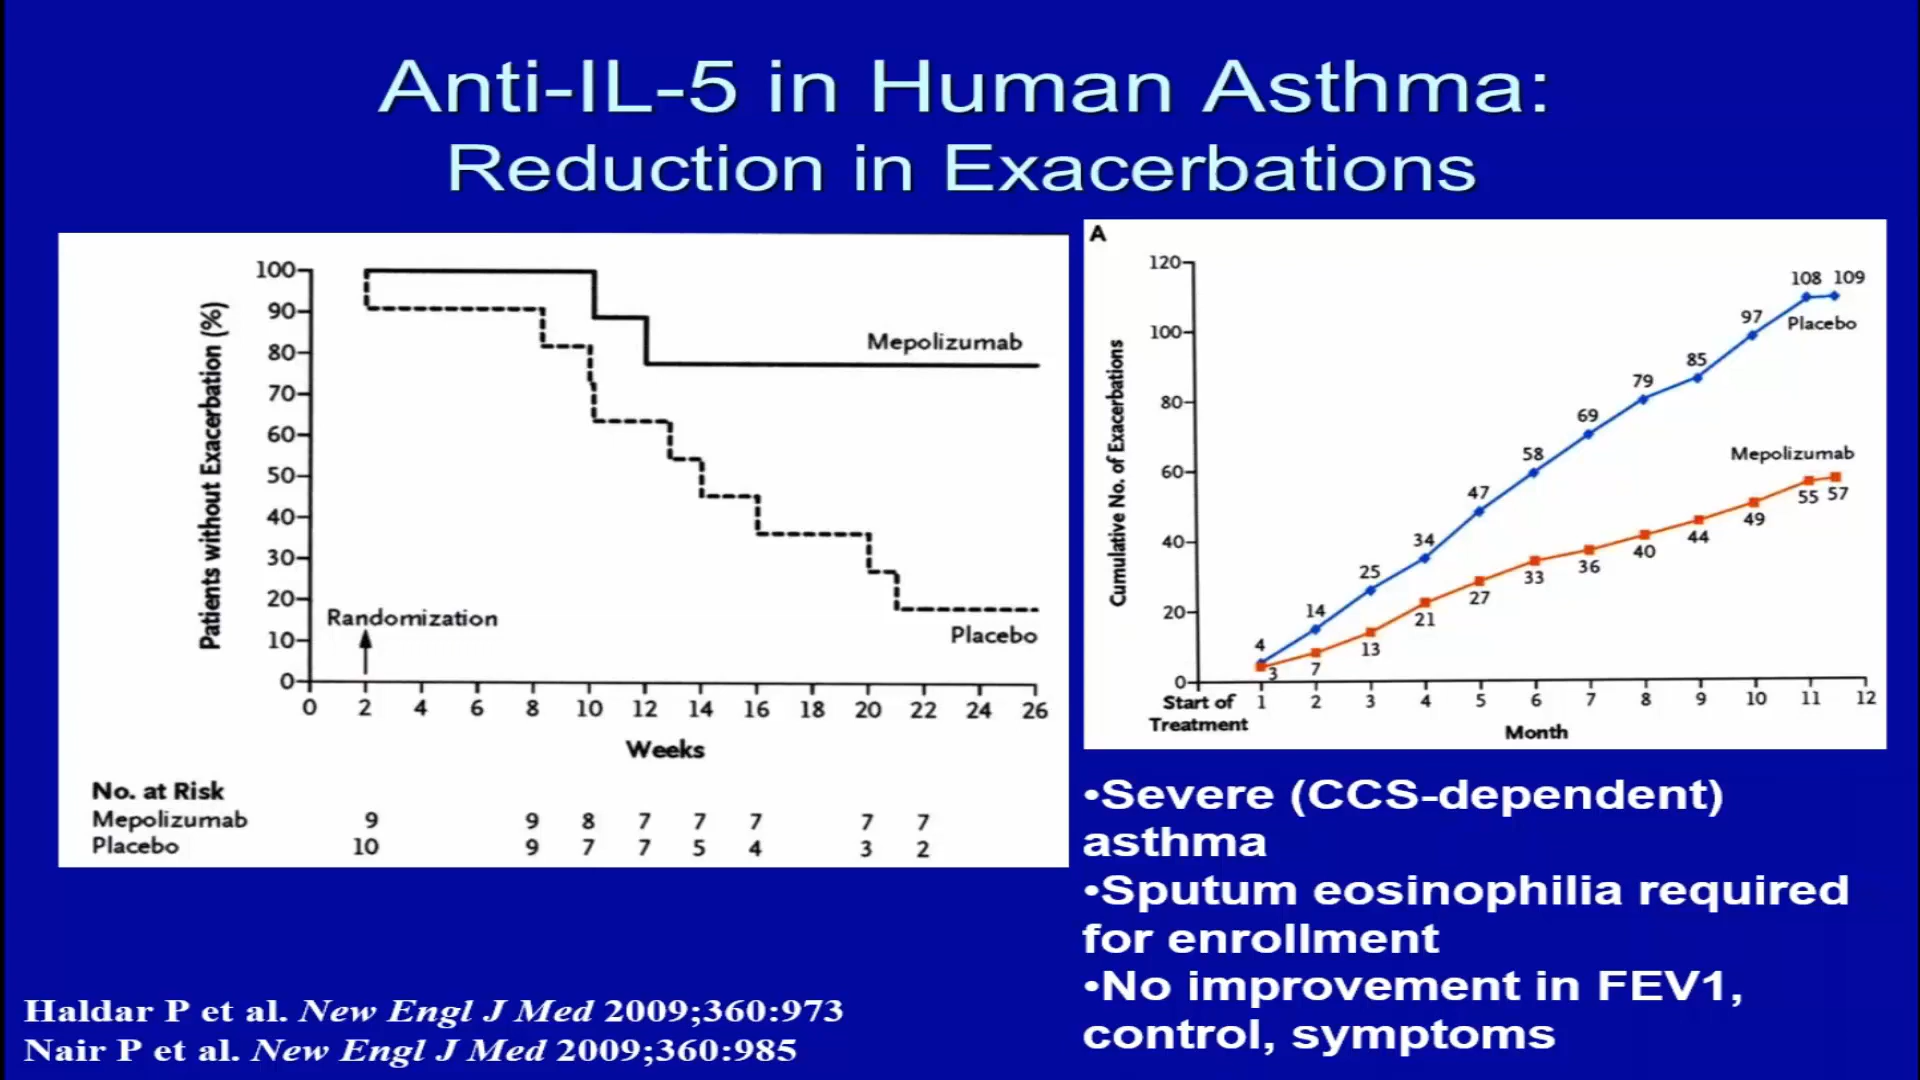 Anti-IL-5 in Human Asthma:
Reduction in Exacerbations
Patients without Exacerbation (%)
100
90
80
70
60
50
40
30
20
10
0
Mepolizumab
Randomization
Placebo
0 2 4 6 8 10 12 14 16 18 20 22 24 26
Weeks
No. at Risk
Mepolizumab 9 9 8 7 7 7 7 7
Placebo 10 9 7 7 5 4 3 2
A
Cumulative No. of Exacerbations
120
100
80
60
40
20
0
4 14 25 34 47 58 69 79 85 97 108 109
Placebo
Mepolizumab
3 7 13 21 27 33 36 40 44 49 55 57
Start of
Treatment
1 2 3 4 5 6 7 8 9 10 11 12
Month
•Severe (CCS-dependent)
asthma
•Sputum eosinophilia required
for enrollment
•No improvement in FEV1,
control, symptoms
Haldar P et al. New Engl J Med 2009;360:973
Nair P et al. New Engl J Med 2009;360:985